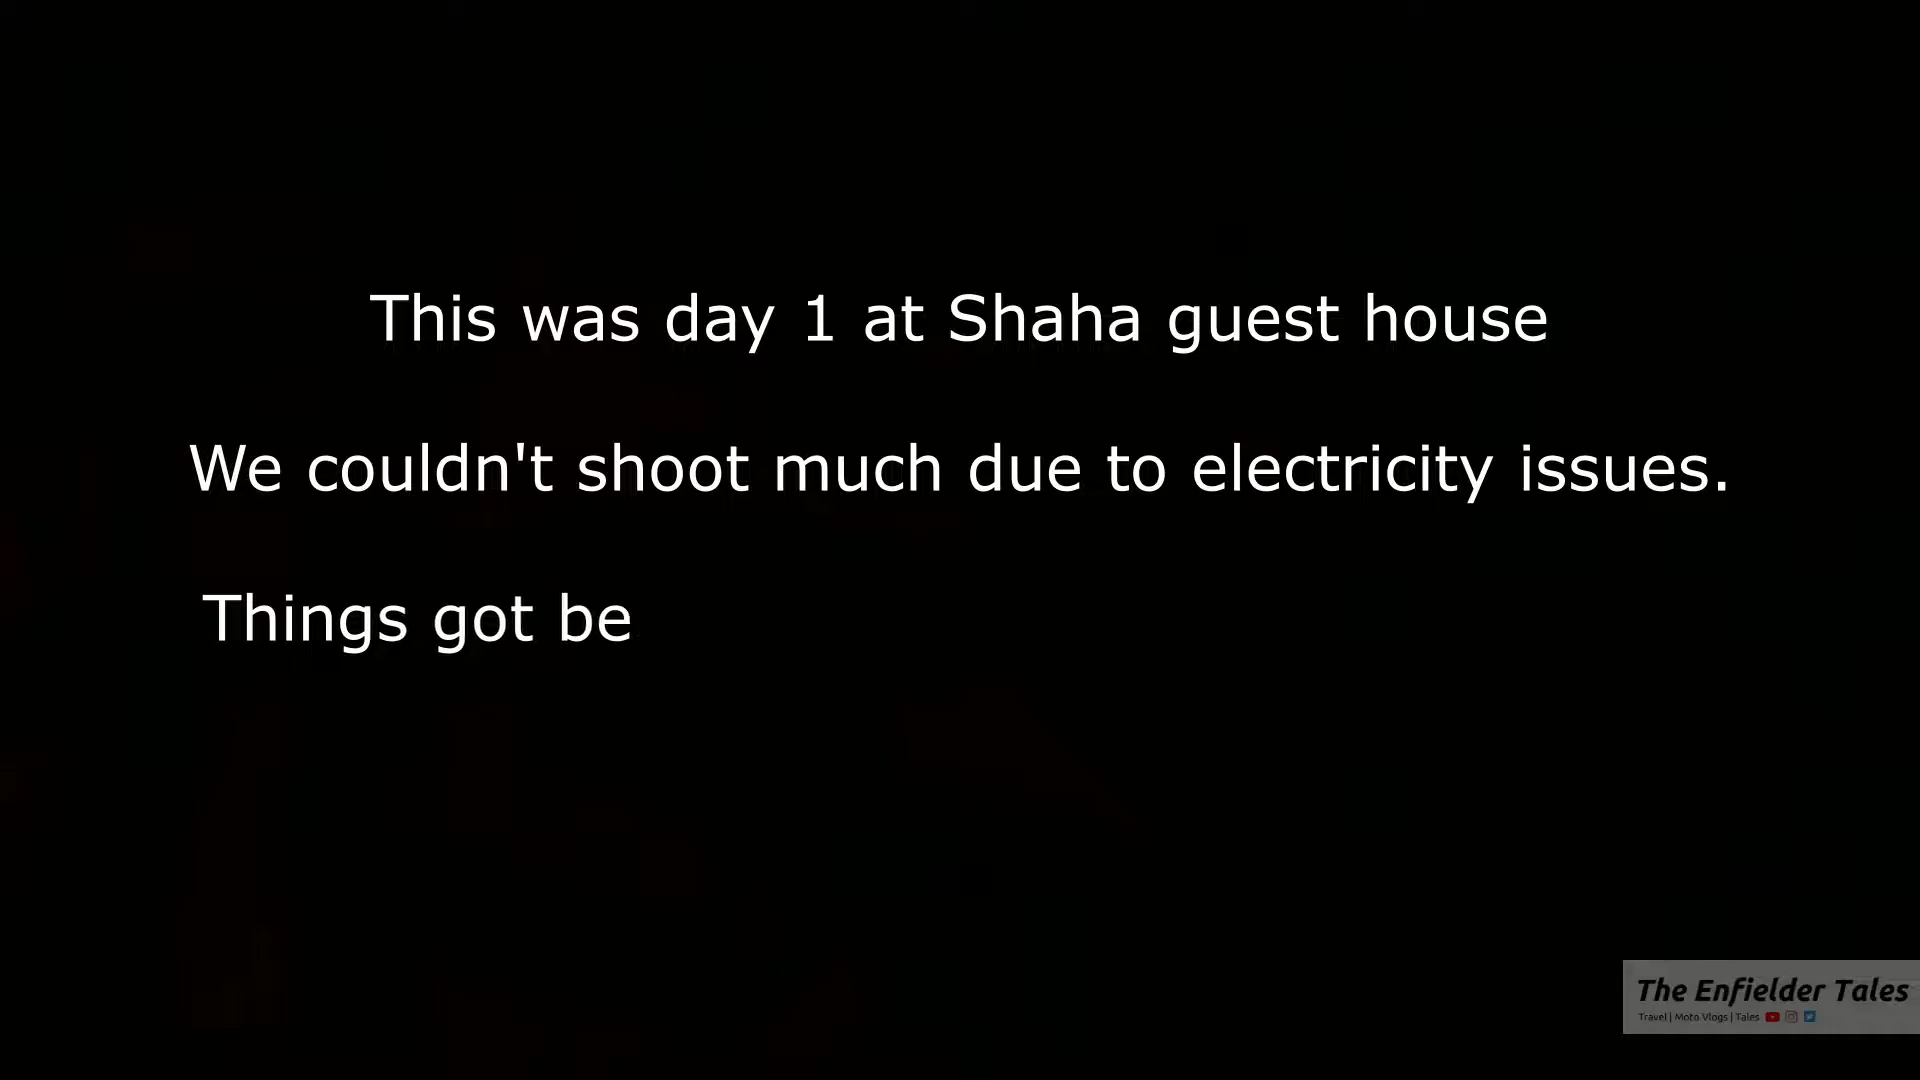 This was day 1 at Shaha guest house
We couldn't shoot much due to electricity issues.
Things got be
The Enfielder Tales
Travel | Moto Vlogs | Tales